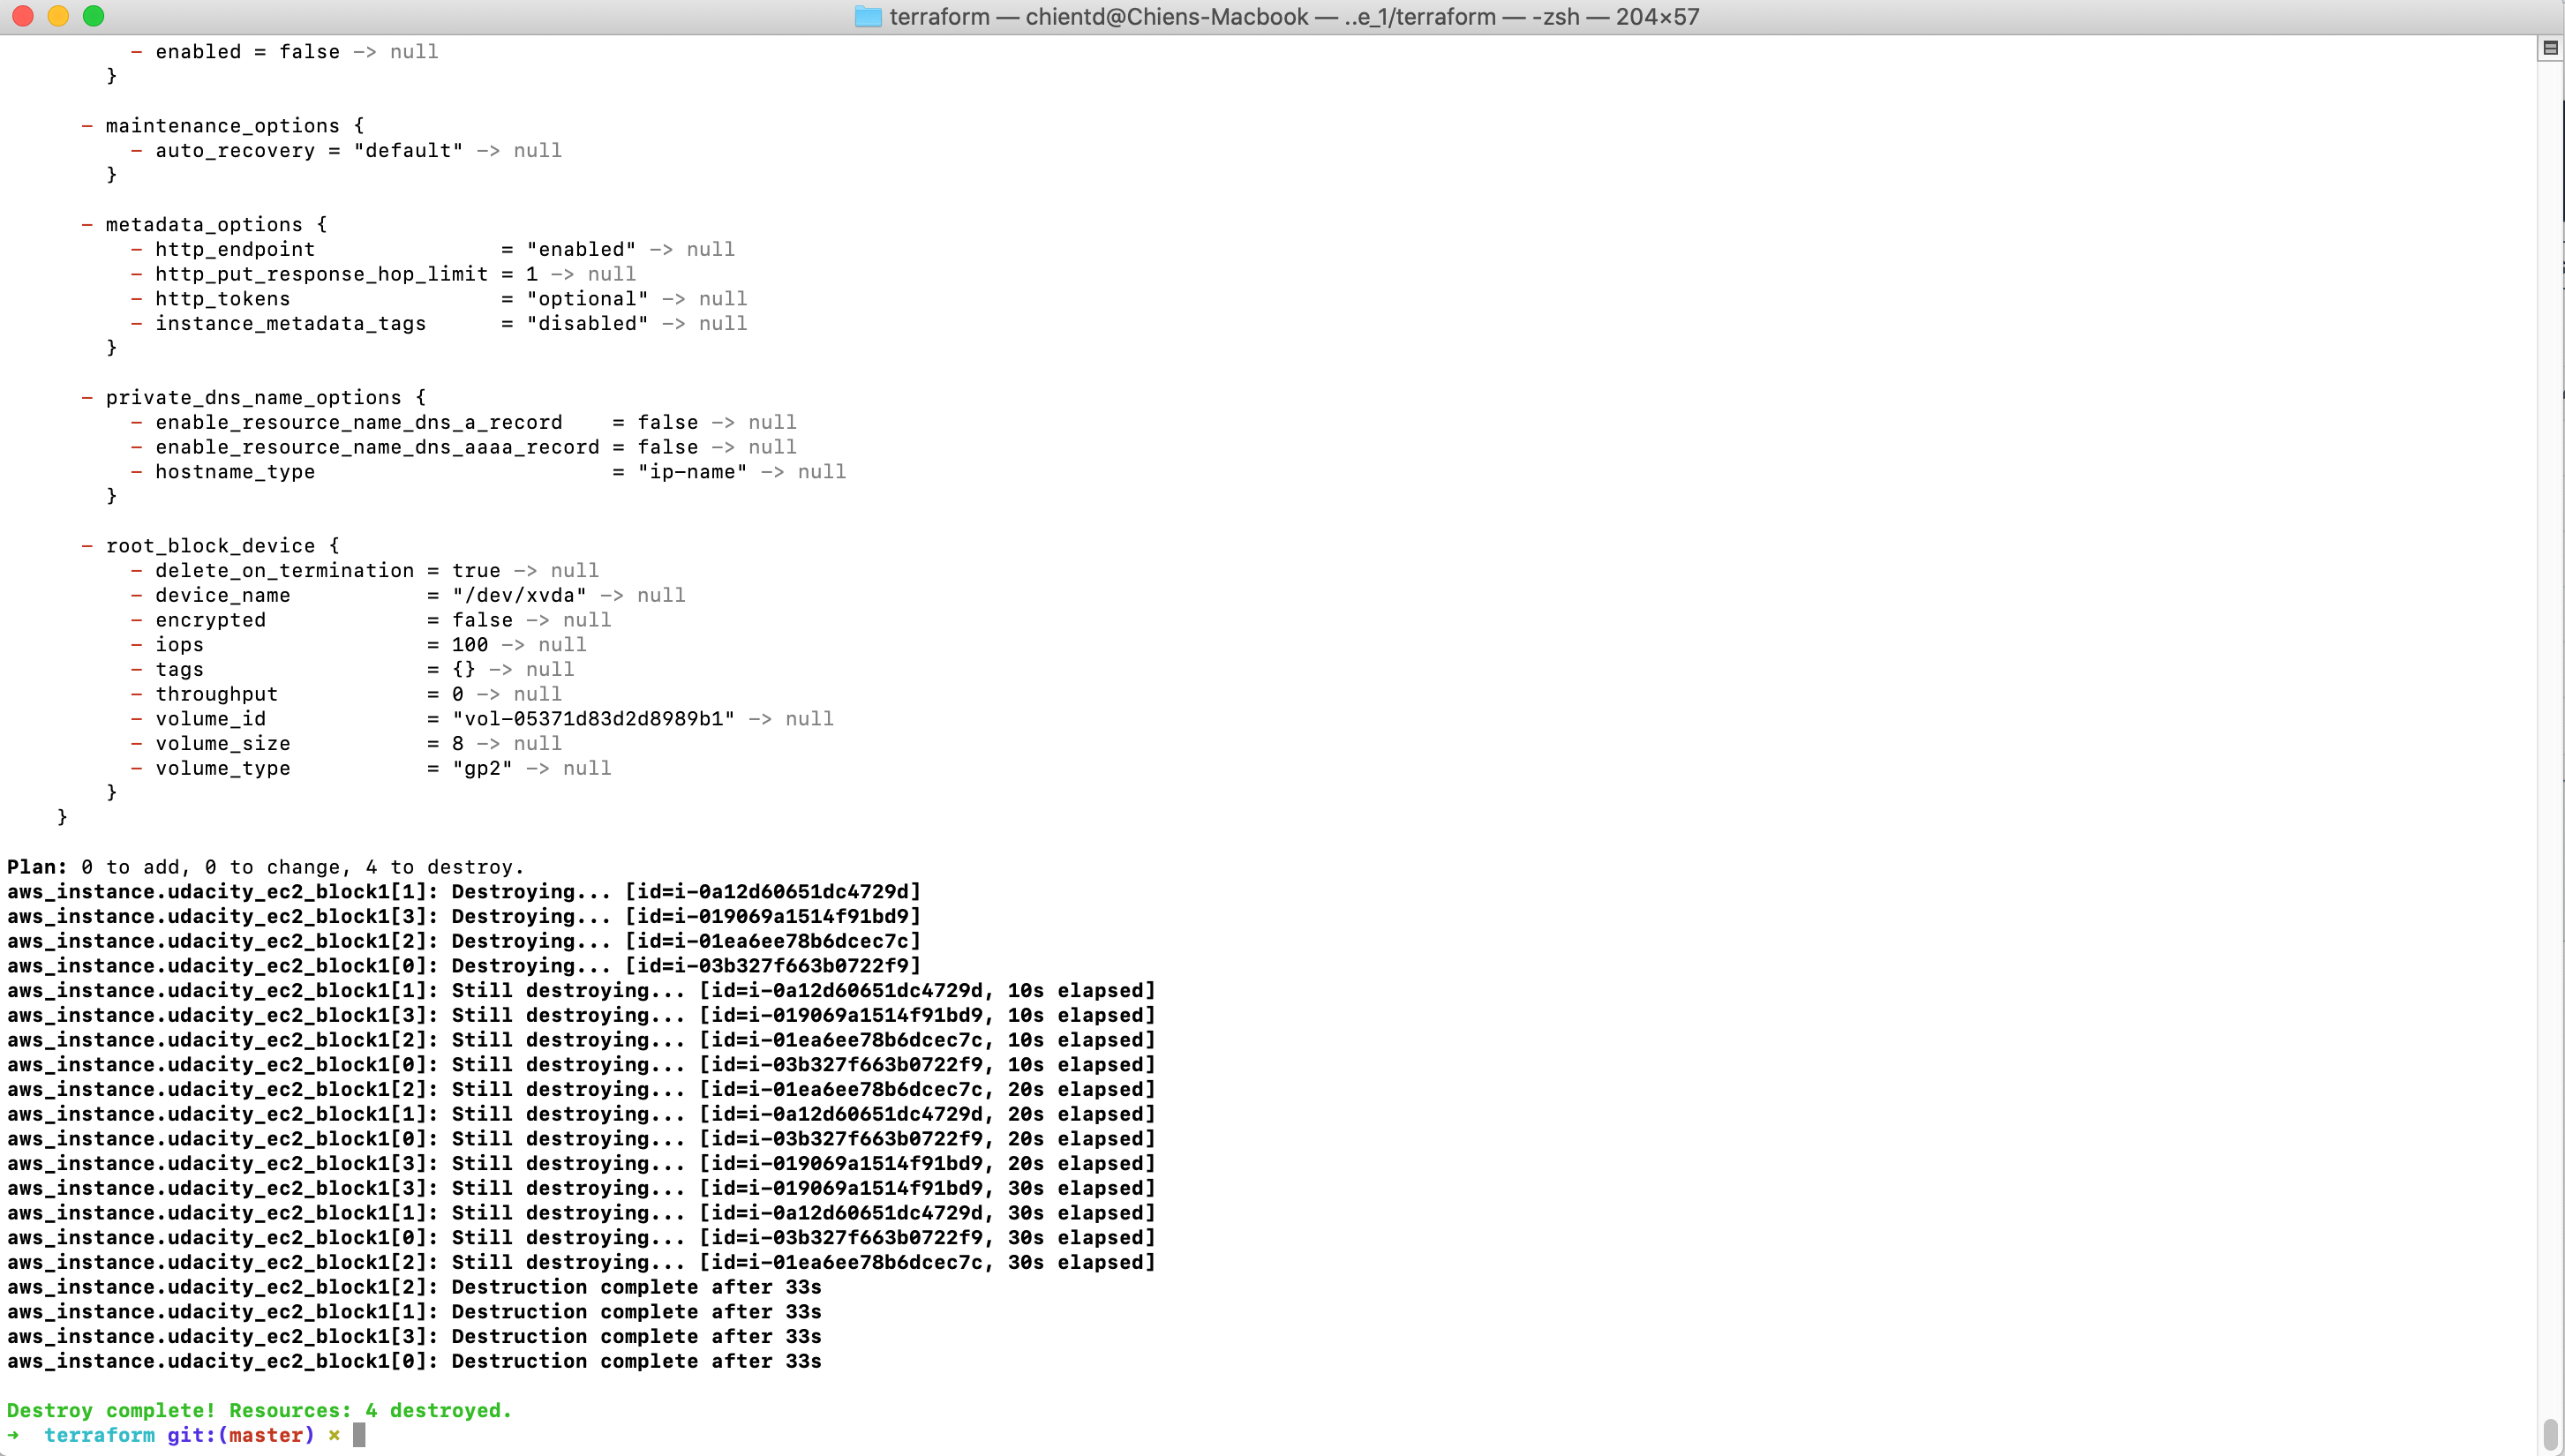 terraform — chientd@Chiens-Macbook — ..e_1/terraform — -zsh — 204×57
- enabled = false -> null
}
- maintenance_options {
- auto_recovery = "default" -> null
}
- metadata_options {
- http_endpoint = "enabled" -> null
- http_put_response_hop_limit = 1 -> null
- http_tokens = "optional" -> null
- instance_metadata_tags = "disabled" -> null
}
- private_dns_name_options {
- enable_resource_name_dns_a_record = false -> null
- enable_resource_name_dns_aaaa_record = false -> null
- hostname_type = "ip-name" -> null
}
- root_block_device {
- delete_on_termination = true -> null
- device_name = "/dev/xvda" -> null
- encrypted = false -> null
- iops = 100 -> null
- tags = {} -> null
- throughput = 0 -> null
- volume_id = "vol-05371d83d2d8989b1" -> null
- volume_size = 8 -> null
- volume_type = "gp2" -> null
}
}
Plan: 0 to add, 0 to change, 4 to destroy.
aws_instance.udacity_ec2_block1[1]: Destroying... [id=i-0a12d60651dc4729d]
aws_instance.udacity_ec2_block1[3]: Destroying... [id=i-019069a1514f91bd9]
aws_instance.udacity_ec2_block1[2]: Destroying... [id=i-01ea6ee78b6dcec7c]
aws_instance.udacity_ec2_block1[0]: Destroying... [id=i-03b327f663b0722f9]
aws_instance.udacity_ec2_block1[1]: Still destroying... [id=i-0a12d60651dc4729d, 10s elapsed]
aws_instance.udacity_ec2_block1[3]: Still destroying... [id=i-019069a1514f91bd9, 10s elapsed]
aws_instance.udacity_ec2_block1[2]: Still destroying... [id=i-01ea6ee78b6dcec7c, 10s elapsed]
aws_instance.udacity_ec2_block1[0]: Still destroying... [id=i-03b327f663b0722f9, 10s elapsed]
aws_instance.udacity_ec2_block1[2]: Still destroying... [id=i-01ea6ee78b6dcec7c, 20s elapsed]
aws_instance.udacity_ec2_block1[1]: Still destroying... [id=i-0a12d60651dc4729d, 20s elapsed]
aws_instance.udacity_ec2_block1[0]: Still destroying... [id=i-03b327f663b0722f9, 20s elapsed]
aws_instance.udacity_ec2_block1[3]: Still destroying... [id=i-019069a1514f91bd9, 20s elapsed]
aws_instance.udacity_ec2_block1[3]: Still destroying... [id=i-019069a1514f91bd9, 30s elapsed]
aws_instance.udacity_ec2_block1[1]: Still destroying... [id=i-0a12d60651dc4729d, 30s elapsed]
aws_instance.udacity_ec2_block1[0]: Still destroying... [id=i-03b327f663b0722f9, 30s elapsed]
aws_instance.udacity_ec2_block1[2]: Still destroying... [id=i-01ea6ee78b6dcec7c, 30s elapsed]
aws_instance.udacity_ec2_block1[2]: Destruction complete after 33s
aws_instance.udacity_ec2_block1[1]: Destruction complete after 33s
aws_instance.udacity_ec2_block1[3]: Destruction complete after 33s
aws_instance.udacity_ec2_block1[0]: Destruction complete after 33s
Destroy complete! Resources: 4 destroyed.
➜ terraform git:(master) ✗